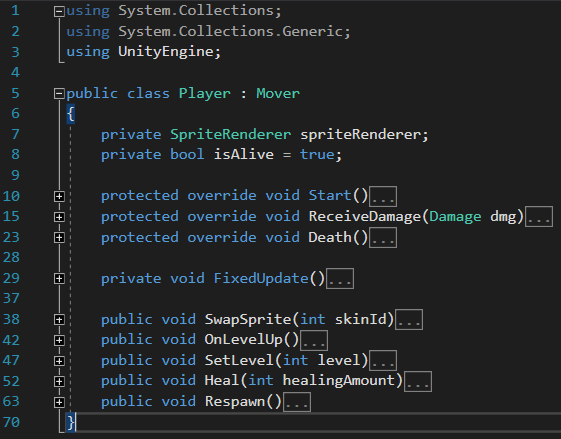 1 using System.Collections;
2 using System.Collections.Generic;
3 using UnityEngine;
4
5 public class Player : Mover
6 {
7 private SpriteRenderer spriteRenderer;
8 private bool isAlive = true;
9
10 protected override void Start()...
15 protected override void ReceiveDamage(Damage dmg)...
23 protected override void Death()...
28
29 private void FixedUpdate()...
37
38 public void SwapSprite(int skinId)...
42 public void OnLevelUp()...
47 public void SetLevel(int level)...
52 public void Heal(int healingAmount)...
63 public void Respawn()...
70 }